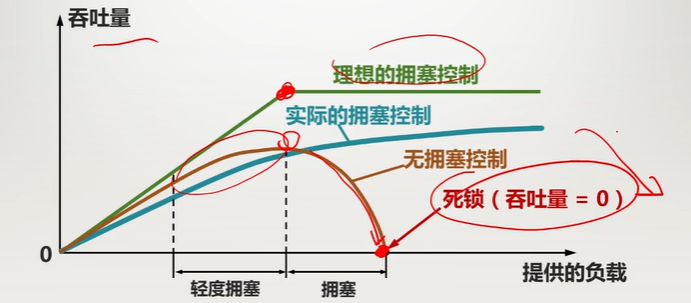 吞吐量
理想的拥塞控制
实际的拥塞控制
无拥塞控制
死锁（吞吐量 = 0）
0
提供的负载
轻度拥塞
拥塞